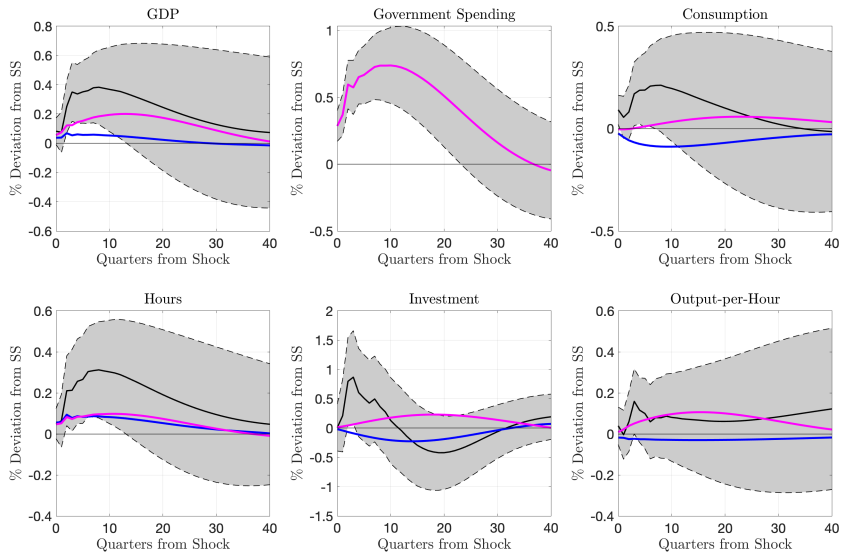 GDP
% Deviation from SS
0.8
0.6
0.4
0.2
0
-0.2
-0.4
-0.6
0 10 20 30 40
Quarters from Shock
Government Spending
% Deviation from SS
1
0.5
0
-0.5
0 10 20 30 40
Quarters from Shock
Consumption
% Deviation from SS
0.5
0
-0.5
0 10 20 30 40
Quarters from Shock
Hours
% Deviation from SS
0.6
0.4
0.2
0
-0.2
-0.4
0 10 20 30 40
Quarters from Shock
Investment
% Deviation from SS
2
1.5
1
0.5
0
-0.5
-1
-1.5
0 10 20 30 40
Quarters from Shock
Output-per-Hour
% Deviation from SS
0.6
0.4
0.2
0
-0.2
-0.4
0 10 20 30 40
Quarters from Shock